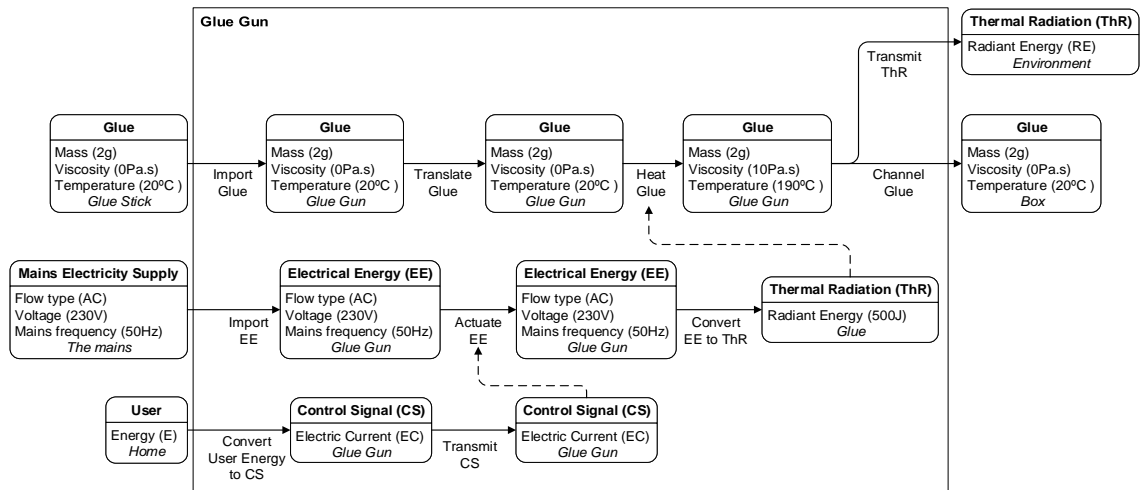 Glue Gun
Thermal Radiation (ThR)
Radiant Energy (RE)
Environment
Transmit
ThR
Glue
Mass (2g)
Viscosity (0Pa.s)
Temperature (20ºC )
Glue Stick
Import
Glue
Glue
Mass (2g)
Viscosity (0Pa.s)
Temperature (20ºC )
Glue Gun
Translate
Glue
Glue
Mass (2g)
Viscosity (0Pa.s)
Temperature (20ºC )
Glue Gun
Heat
Glue
Glue
Mass (2g)
Viscosity (10Pa.s)
Temperature (190ºC )
Glue Gun
Channel
Glue
Glue
Mass (2g)
Viscosity (0Pa.s)
Temperature (20ºC )
Box
Mains Electricity Supply
Flow type (AC)
Voltage (230V)
Mains frequency (50Hz)
The mains
Import
EE
Electrical Energy (EE)
Flow type (AC)
Voltage (230V)
Mains frequency (50Hz)
Glue Gun
Actuate
EE
Electrical Energy (EE)
Flow type (AC)
Voltage (230V)
Mains frequency (50Hz)
Glue Gun
Convert
EE to ThR
Thermal Radiation (ThR)
Radiant Energy (500J)
Glue
User
Energy (E)
Home
Convert
User Energy
to CS
Control Signal (CS)
Electric Current (EC)
Glue Gun
Transmit
CS
Control Signal (CS)
Electric Current (EC)
Glue Gun